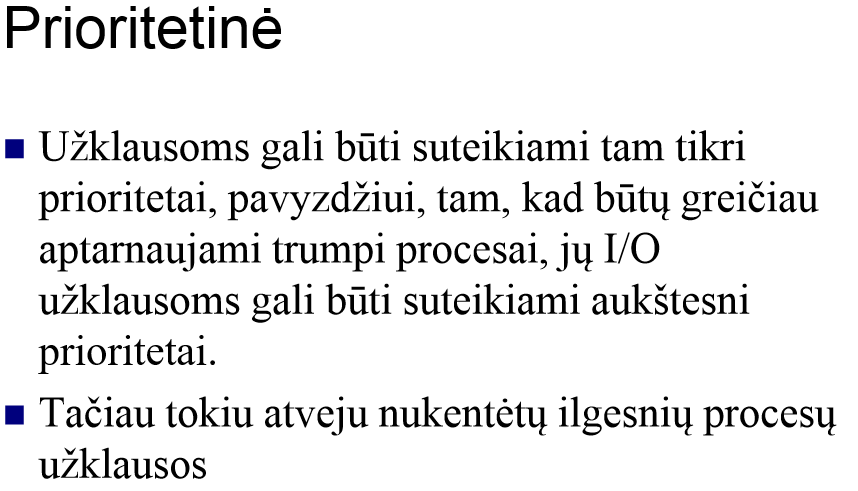 Prioritetinė
Užklausoms gali būti suteikiami tam tikri
prioritetai, pavyzdžiui, tam, kad būtų greičiau
aptarnaujami trumpi procesai, jų I/O
užklausoms gali būti suteikiami aukštesni
prioritetai.
Tačiau tokiu atveju nukentėtų ilgesnių procesų
užklausos